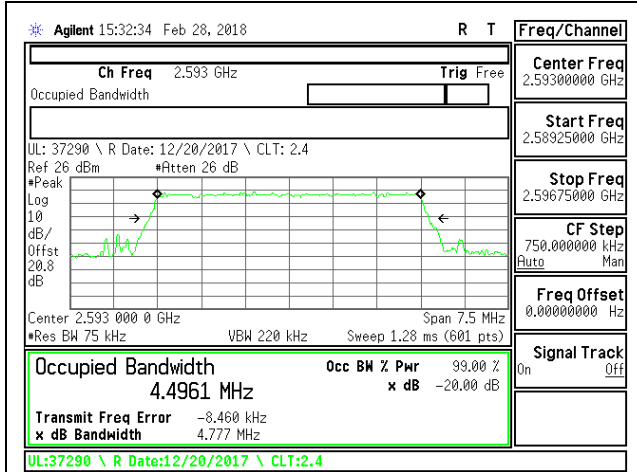 Agilent 15:32:34 Feb 28, 2018 R T
Freq/Channel
Ch Freq 2.593 GHz Trig Free
Occupied Bandwidth
Center Freq
2.59300000 GHz
Start Freq
2.58925000 GHz
UL: 37290 \ R Date: 12/20/2017 \ CLT: 2.4
Ref 26 dBm #Atten 26 dB
#Peak
Log
10
dB/
Offst
20.8
dB
Stop Freq
2.59675000 GHz
CF Step
750.000000 kHz
Auto Man
Freq Offset
0.00000000 Hz
Center 2.593 000 0 GHz Span 7.5 MHz
#Res BW 75 kHz VBW 220 kHz Sweep 1.28 ms (601 pts)
Signal Track
On Off
Occupied Bandwidth Occ BW % Pwr 99.00 %
4.4961 MHz x dB -20.00 dB
Transmit Freq Error -8.460 kHz
x dB Bandwidth 4.777 MHz
UL:37290 \ R Date:12/20/2017 \ CLT:2.4